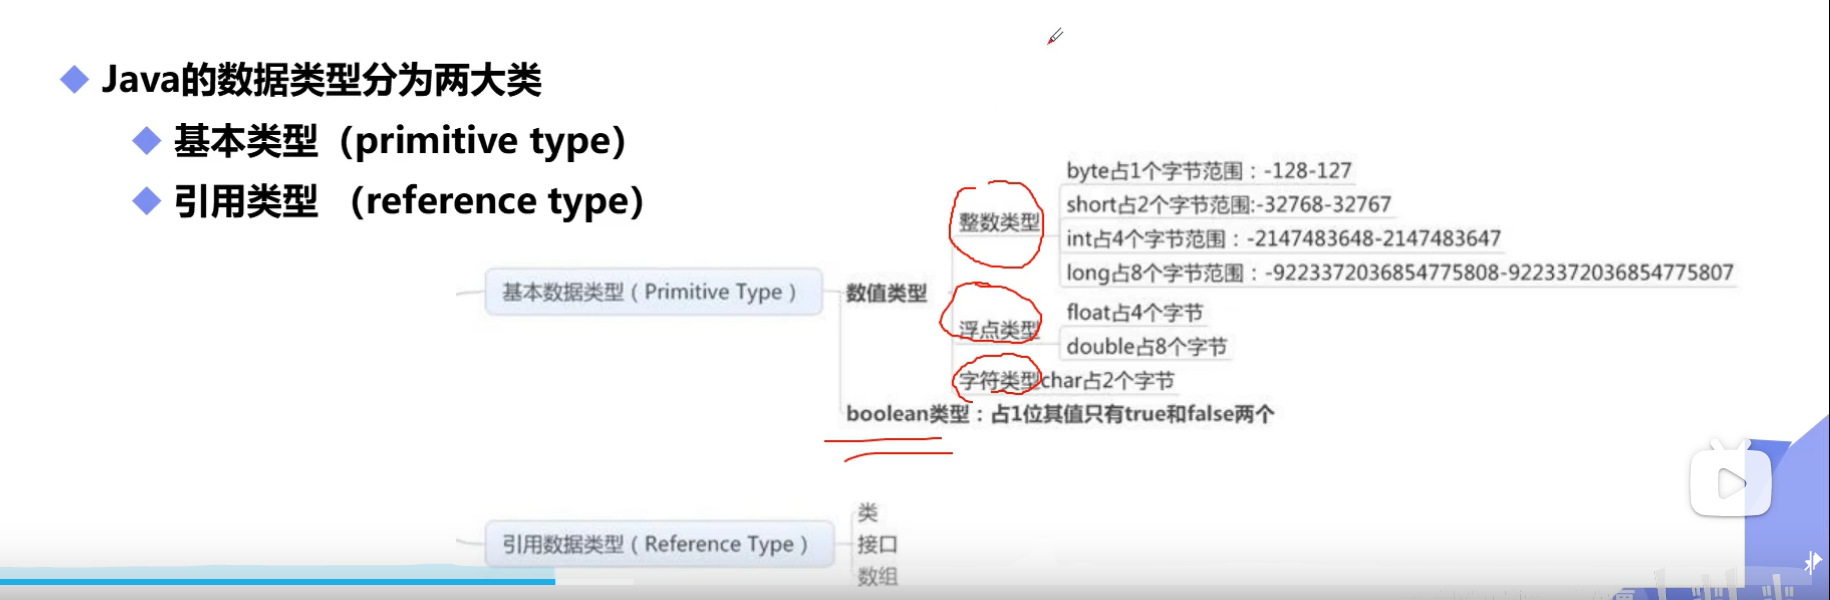 Java的数据类型分为两大类
基本类型（primitive type）
引用类型 （reference type）
基本数据类型（Primitive Type）
数值类型
整数类型
byte占1个字节范围：-128-127
short占2个字节范围:-32768-32767
int占4个字节范围：-2147483648-2147483647
long占8个字节范围：-9223372036854775808-9223372036854775807
浮点类型
float占4个字节
double占8个字节
字符类型char占2个字节
boolean类型：占1位其值只有true和false两个
引用数据类型（Reference Type）
类
接口
数组